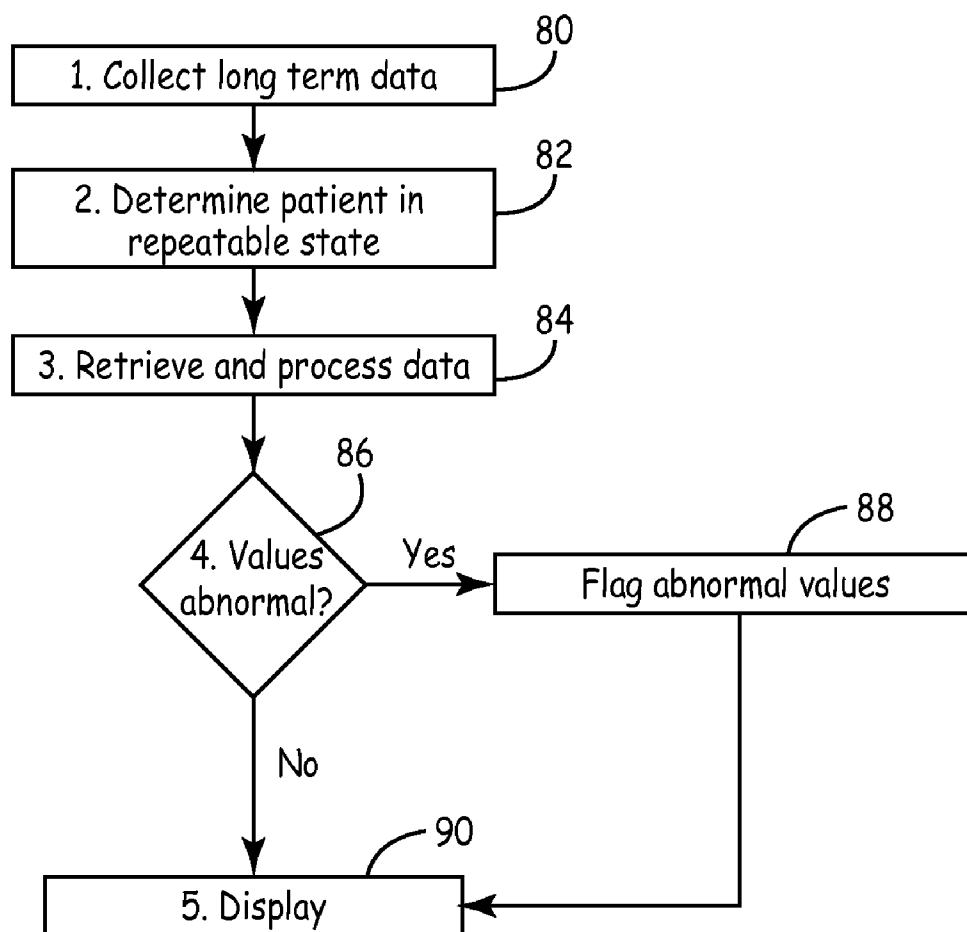 80
1. Collect long term data
82
2. Determine patient in
repeatable state
84
3. Retrieve and process data
86
4. Values
abnormal?
Yes
88
Flag abnormal values
No
90
5. Display